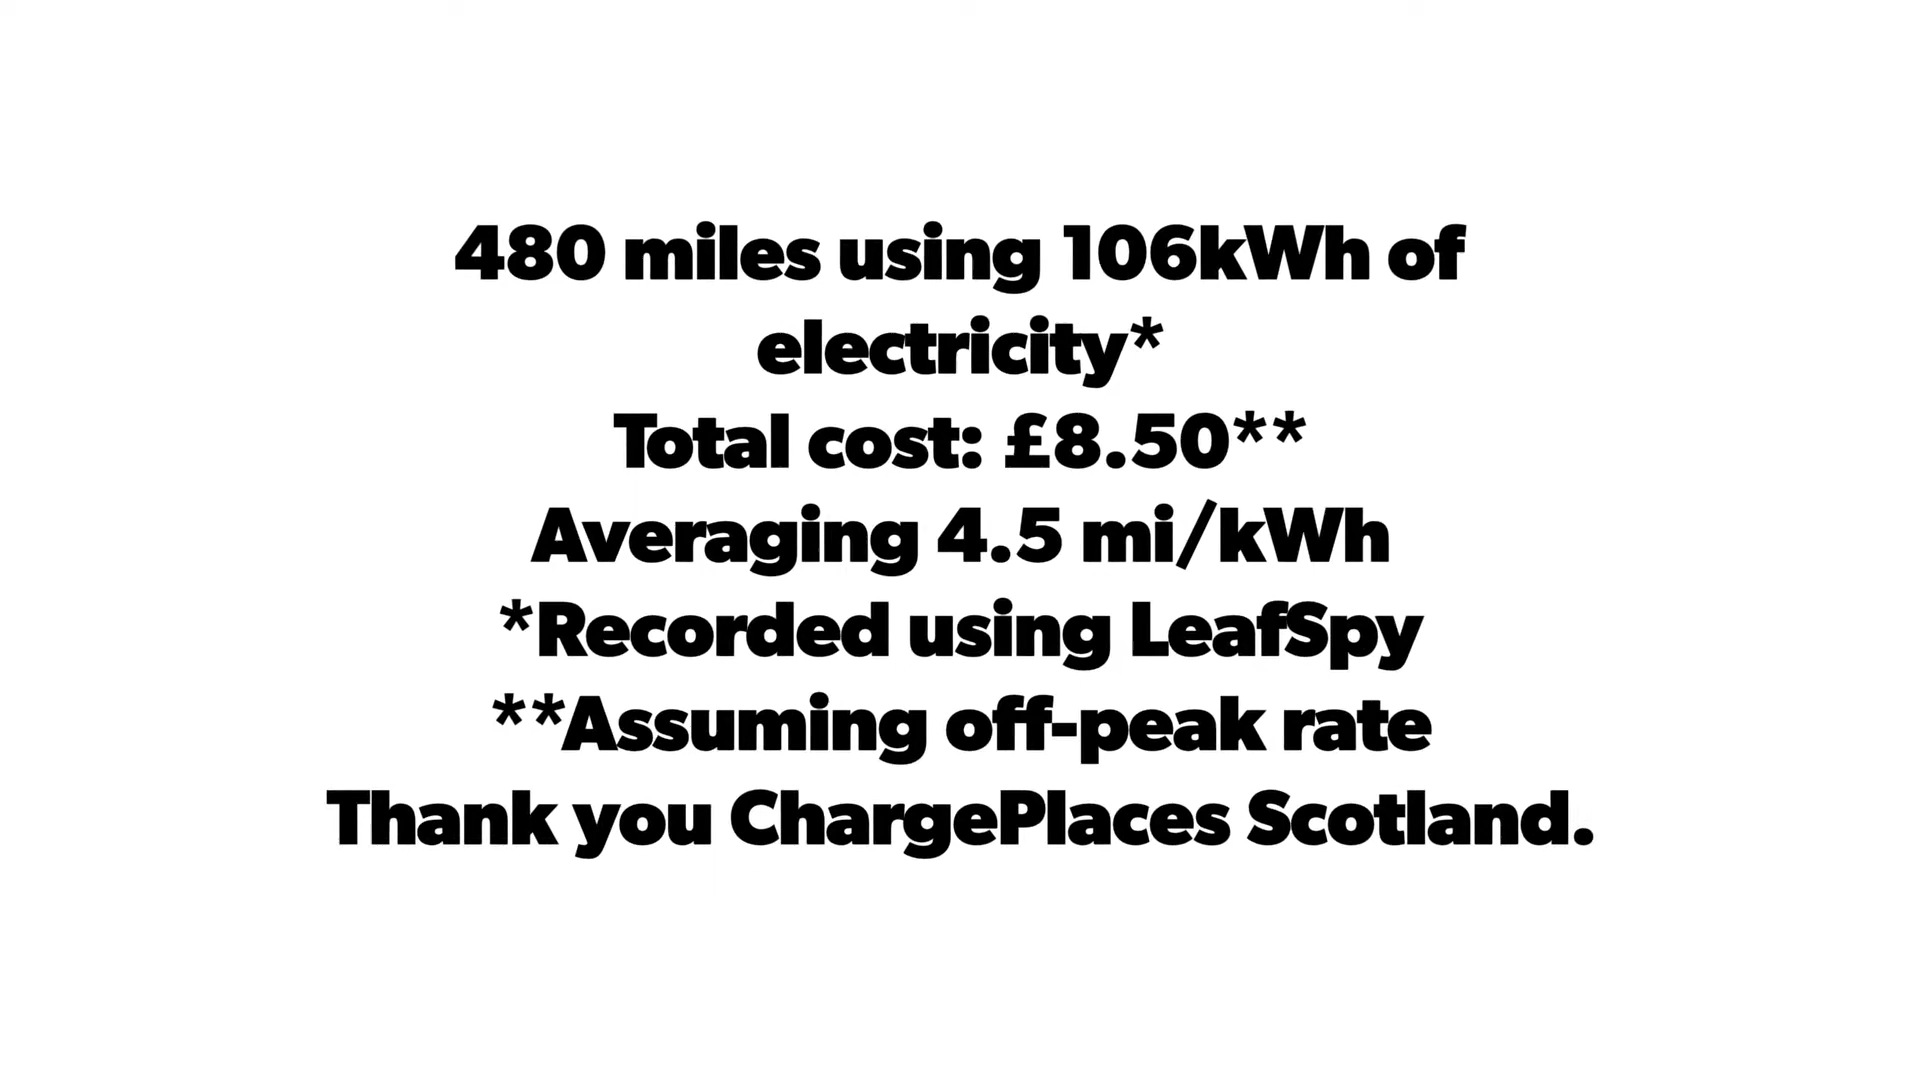 480 miles using 106kWh of
electricity*
Total cost: £8.50**
Averaging 4.5 mi/kWh
*Recorded using LeafSpy
**Assuming off-peak rate
Thank you ChargePlaces Scotland.